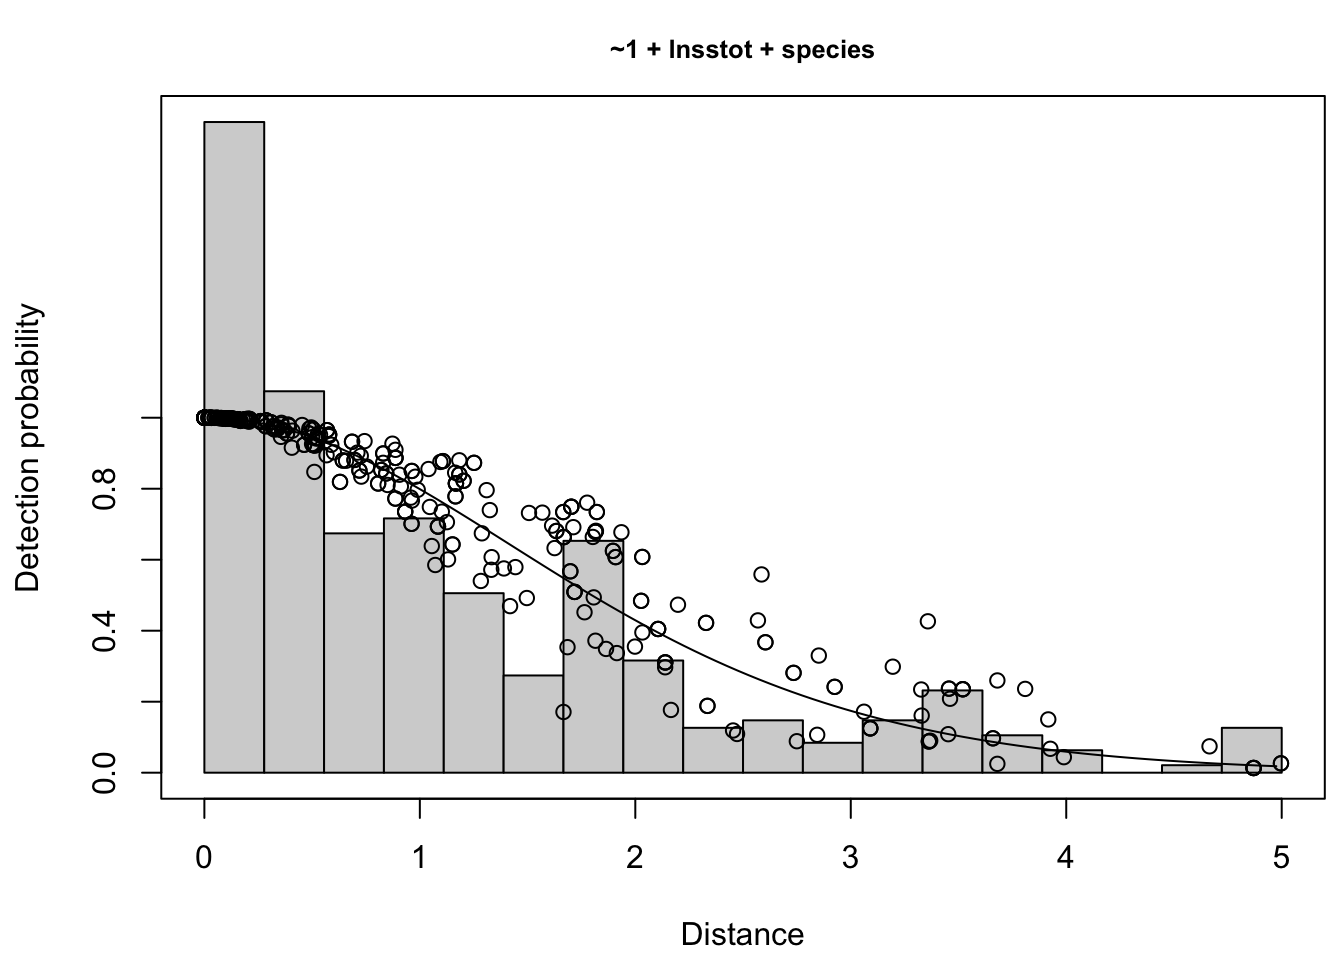 ~1 + lnsstot + species
Detection probability
0.8
0.4
0.0
0 1 2 3 4 5
Distance